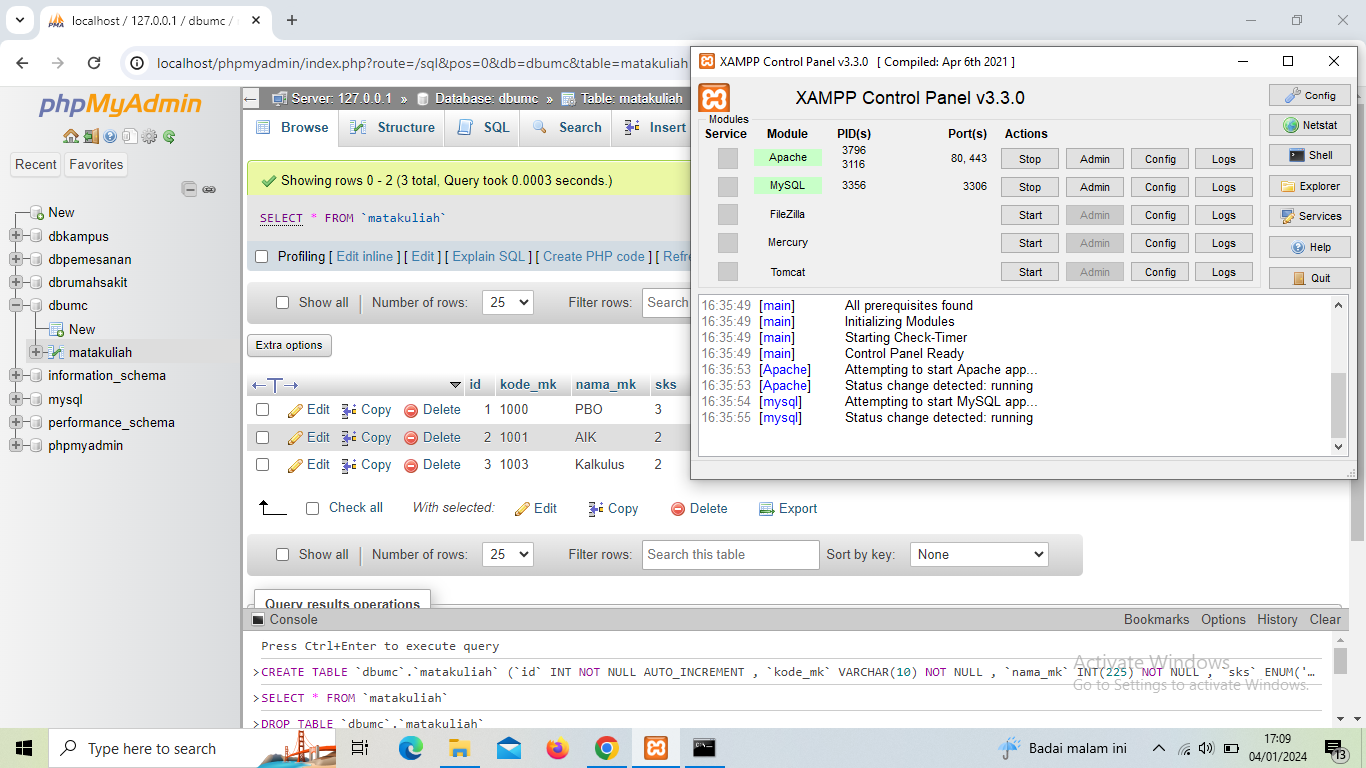 localhost / 127.0.0.1 / dbumc /
localhost/phpmyadmin/index.php?route=/sql&pos=0&db=dbumc&table=matakuliah
phpMyAdmin
Recent
Favorites
New
dbkampus
dbpemesanan
dbrumahsakit
dbumc
New
matakuliah
information_schema
mysql
performance_schema
phpmyadmin
Server: 127.0.0.1 » Database: dbumc » Table: matakuliah
Browse
Structure
SQL
Search
Insert
Showing rows 0 - 2 (3 total, Query took 0.0003 seconds.)
SELECT * FROM `matakuliah`
Profiling [ Edit inline ] [ Edit ] [ Explain SQL ] [ Create PHP code ] [ Refre
Show all | Number of rows: 25 Filter rows: Search
Extra options
id kode_mk nama_mk sks
Edit Copy Delete 1 1000 PBO 3
Edit Copy Delete 2 1001 AIK 2
Edit Copy Delete 3 1003 Kalkulus 2
Check all With selected: Edit Copy Delete Export
Show all | Number of rows: 25 Filter rows: Search this table Sort by key: None
Query results operations
Console Bookmarks Options History Clear
Press Ctrl+Enter to execute query
>CREATE TABLE `dbumc`.`matakuliah` (`id` INT NOT NULL AUTO_INCREMENT , `kode_mk` VARCHAR(10) NOT NULL , `nama_mk` INT(225) NOT NULL , `sks` ENUM('…
>SELECT * FROM `matakuliah`
>DROP TABLE `dbumc`.`matakuliah`
XAMPP Control Panel v3.3.0 [ Compiled: Apr 6th 2021 ]
XAMPP Control Panel v3.3.0
Modules
Service Module PID(s) Port(s) Actions
Apache 3796 3116 80, 443 Stop Admin Config Logs
MySQL 3356 3306 Stop Admin Config Logs
FileZilla Start Admin Config Logs
Mercury Start Admin Config Logs
Tomcat Start Admin Config Logs
Config
Netstat
Shell
Explorer
Services
Help
Quit
16:35:49 [main] All prerequisites found
16:35:49 [main] Initializing Modules
16:35:49 [main] Starting Check-Timer
16:35:49 [main] Control Panel Ready
16:35:53 [Apache] Attempting to start Apache app...
16:35:53 [Apache] Status change detected: running
16:35:54 [mysql] Attempting to start MySQL app...
16:35:55 [mysql] Status change detected: running
Activate Windows
Go to Settings to activate Windows.
Type here to search
Badai malam ini
17:09
04/01/2024
13